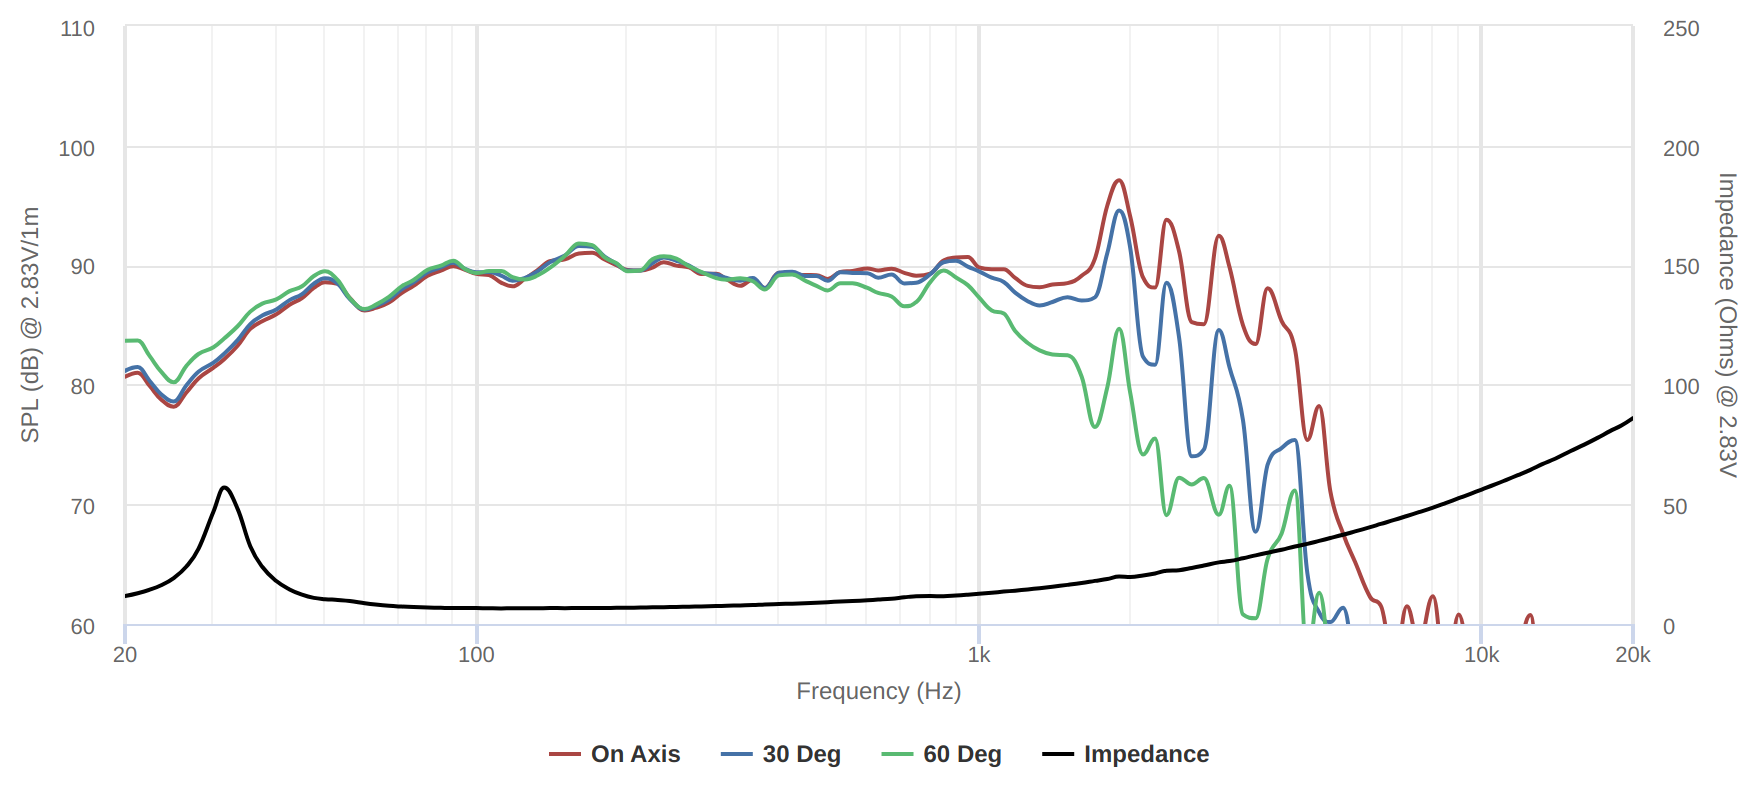 110
100
90
80
70
60
SPL (dB) @ 2.83V/1m
250
200
150
100
50
0
Impedance (Ohms) @ 2.83V
20
100
1k
10k
20k
Frequency (Hz)
On Axis
30 Deg
60 Deg
Impedance